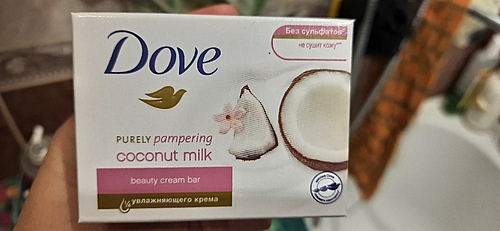 Dove
Без сульфатов
не сушит кожу
PURELY pampering
coconut milk
beauty cream bar
увлажняющего крема